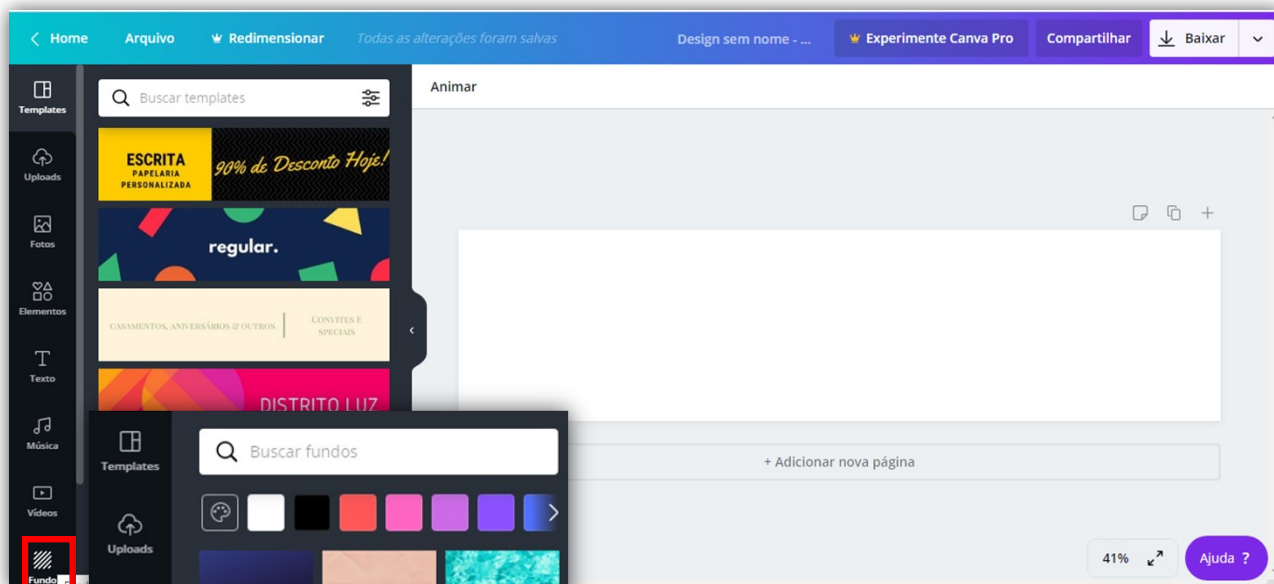 Home Arquivo Redimensionar Todas as alterações foram salvas Design sem nome - ... Experimente Canva Pro Compartilhar Baixar
Templates
Uploads
Fotos
Elementos
Texto
Música
Vídeos
Fundo
Buscar templates
ESCRITA
PAPELARIA
PERSONALIZADA
90% de Desconto Hoje!
regular.
CASAMENTOS, ANIVERSÁRIOS & OUTROS
CONVITES E
SPECIAIS
DISTRITO LUZ
Templates
Uploads
Buscar fundos
Animar
+ Adicionar nova página
41%
Ajuda ?